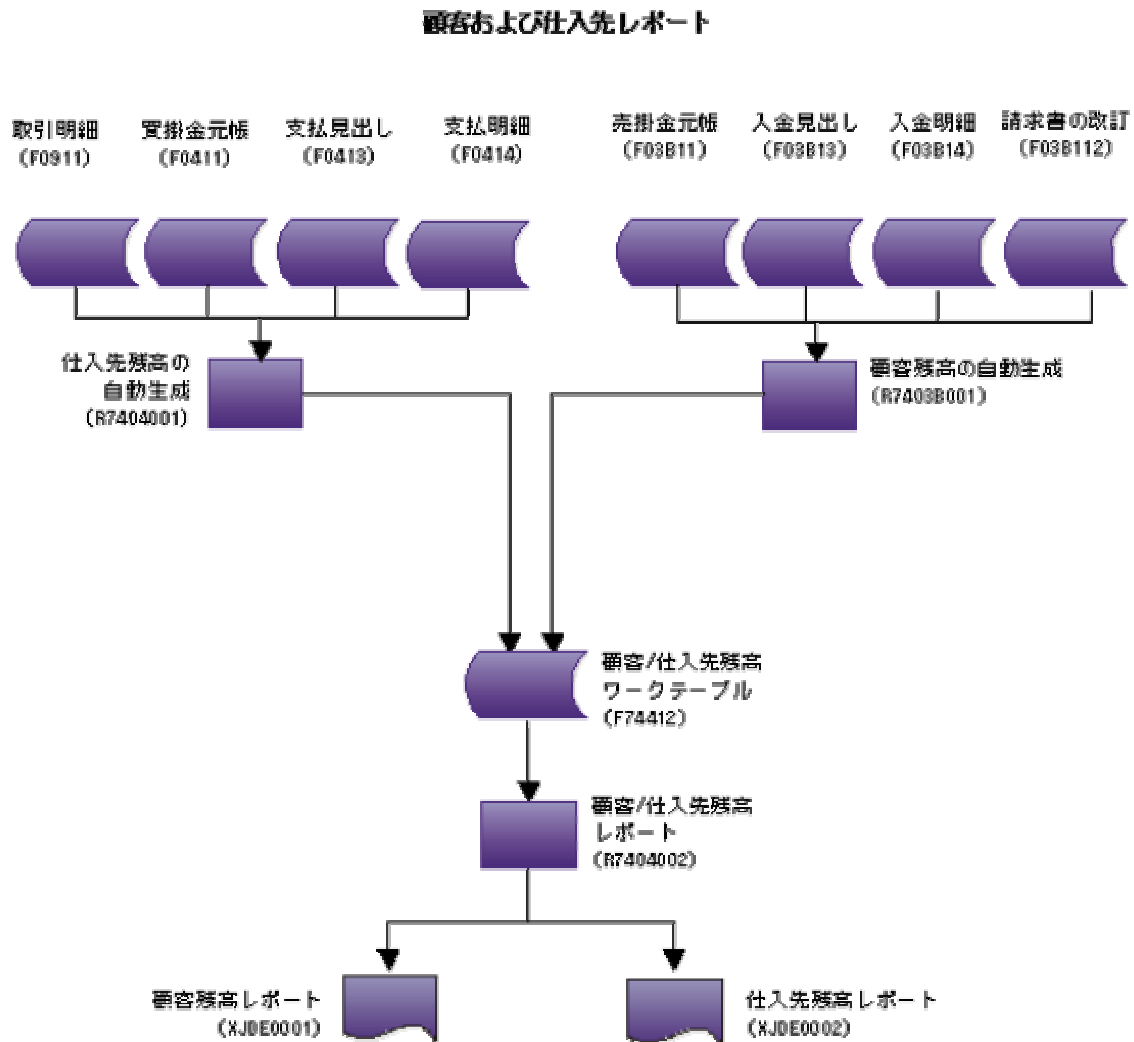 顧客および仕入先レポート
取引明細
(F0911)
買掛金元帳
(F0411)
支払見出し
(F0413)
支払明細
(F0414)
売掛金元帳
(F03B11)
入金見出し
(F03B13)
入金明細
(F03B14)
請求書の改訂
(F03B112)
仕入先残高の
自動生成
(R7404001)
顧客残高の自動生成
(R7403B001)
顧客/仕入先残高
ワークテーブル
(F74412)
顧客/仕入先残高
レポート
(R7404002)
顧客残高レポート
(XJDE0001)
仕入先残高レポート
(XJDE0002)